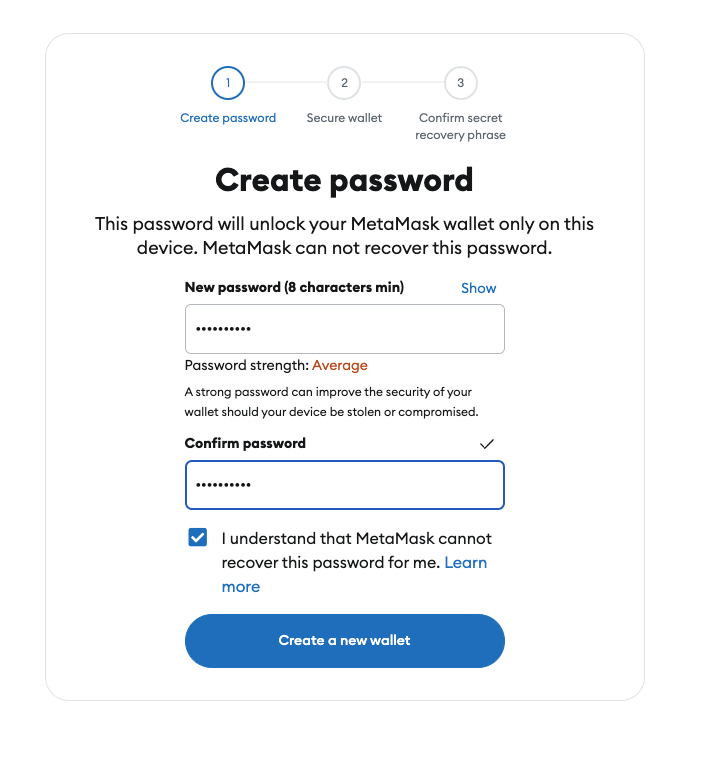 1
2
3
Create password
Secure wallet
Confirm secret
recovery phrase
Create password
This password will unlock your MetaMask wallet only on this
device. MetaMask can not recover this password.
New password (8 characters min)
Show
••••••••••
Password strength: Average
A strong password can improve the security of your
wallet should your device be stolen or compromised.
Confirm password
••••••••••
I understand that MetaMask cannot
recover this password for me. Learn
more
Create a new wallet